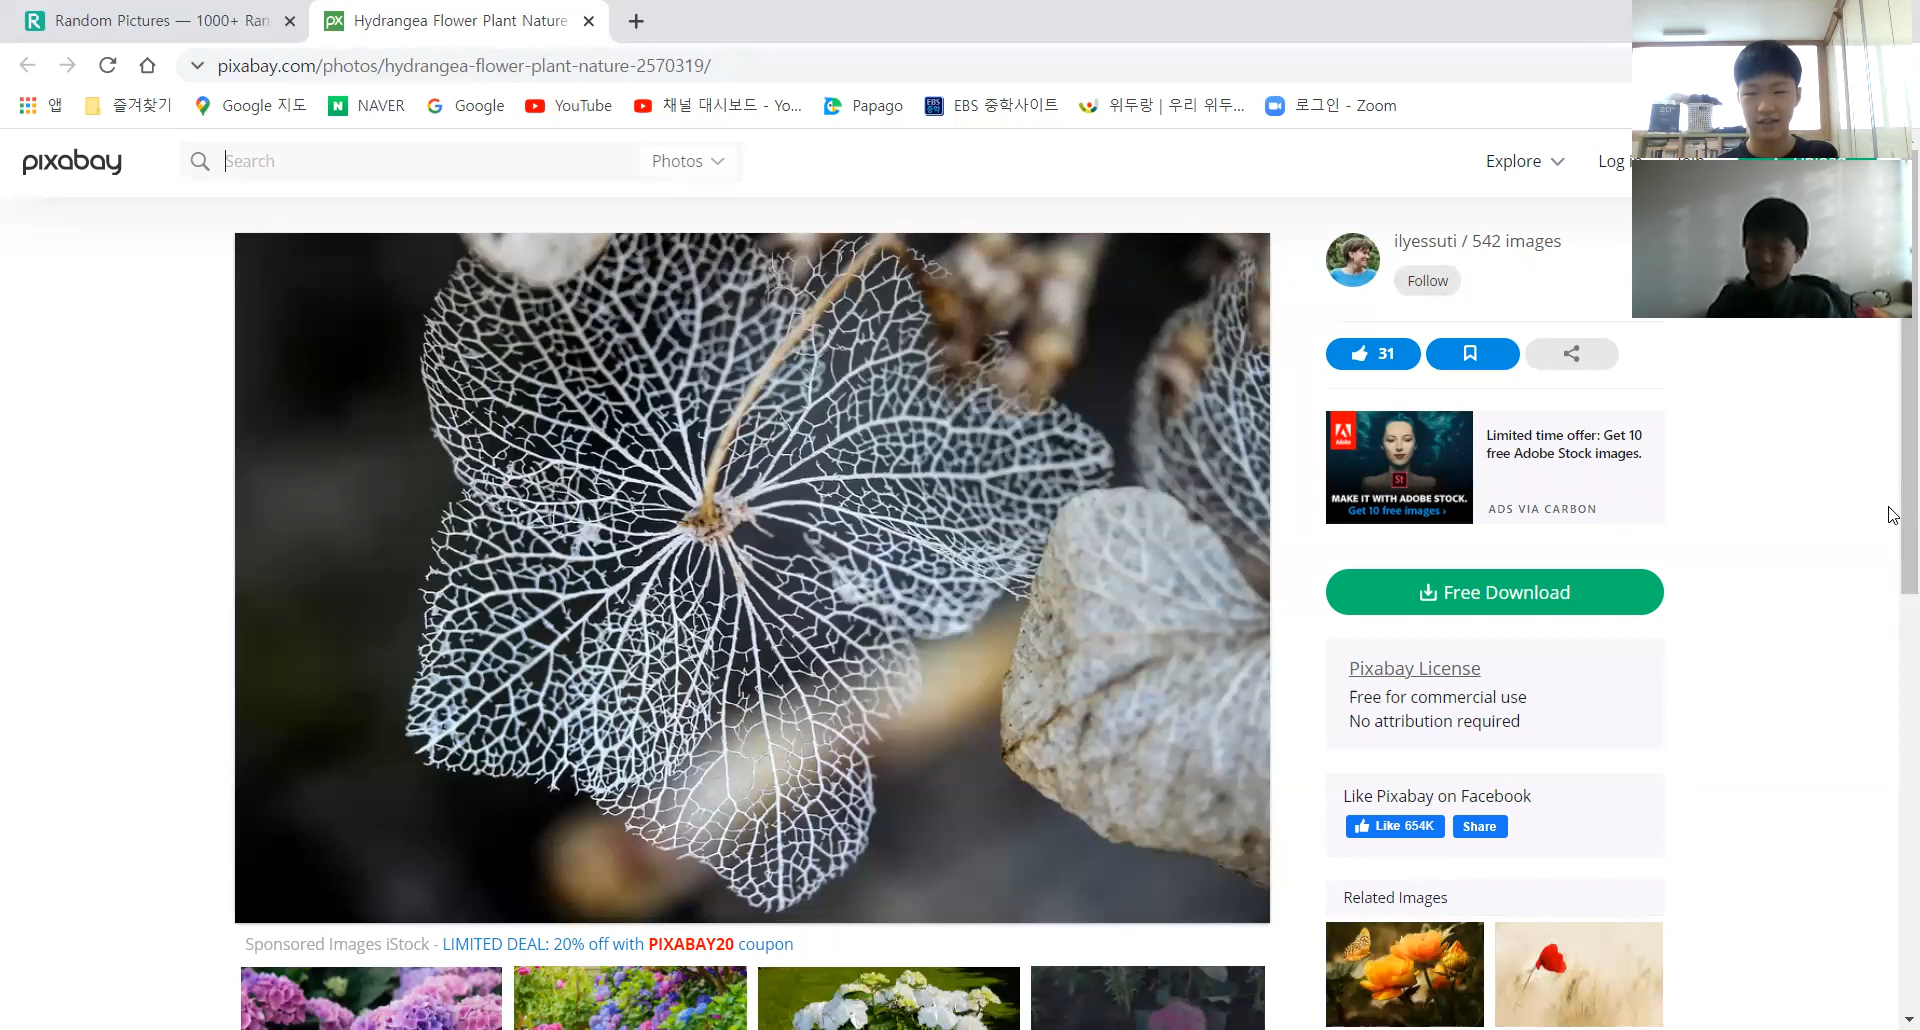 Random Pictures — 1000+ Ran
Hydrangea Flower Plant Nature
pixabay.com/photos/hydrangea-flower-plant-nature-2570319/
앱
즐겨찾기
Google 지도
NAVER
Google
YouTube
채널 대시보드 - Yo...
Papago
EBS 중학사이트
위두랑 | 우리 위두...
로그인 - Zoom
pixabay
Search
Photos
Explore
Log i
ilyessuti / 542 images
Follow
31
Adobe
St
MAKE IT WITH ADOBE STOCK.
Get 10 free images ›
Limited time offer: Get 10
free Adobe Stock images.
ADS VIA CARBON
Free Download
Pixabay License
Free for commercial use
No attribution required
Like Pixabay on Facebook
Like 654K
Share
Related Images
Sponsored Images iStock - LIMITED DEAL: 20% off with PIXABAY20 coupon